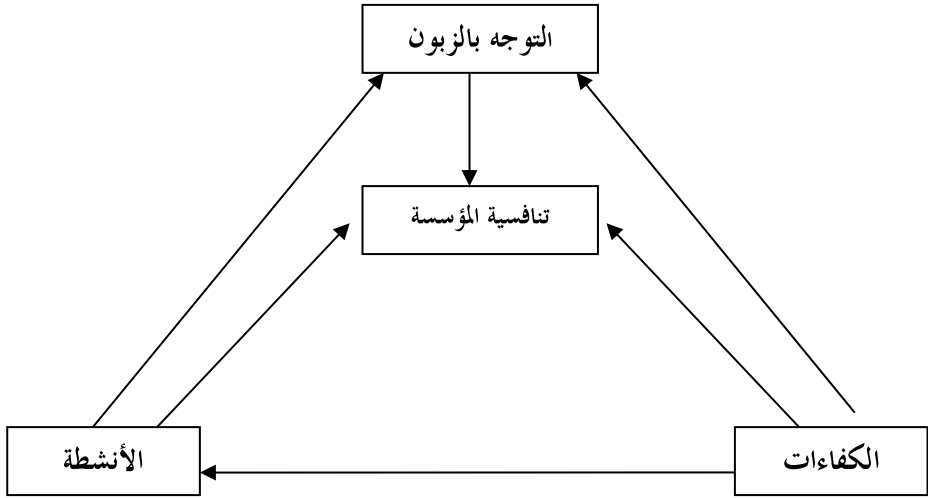 التوجه بالزبون
تنافسية المؤسسة
الكفاءات
الأنشطة